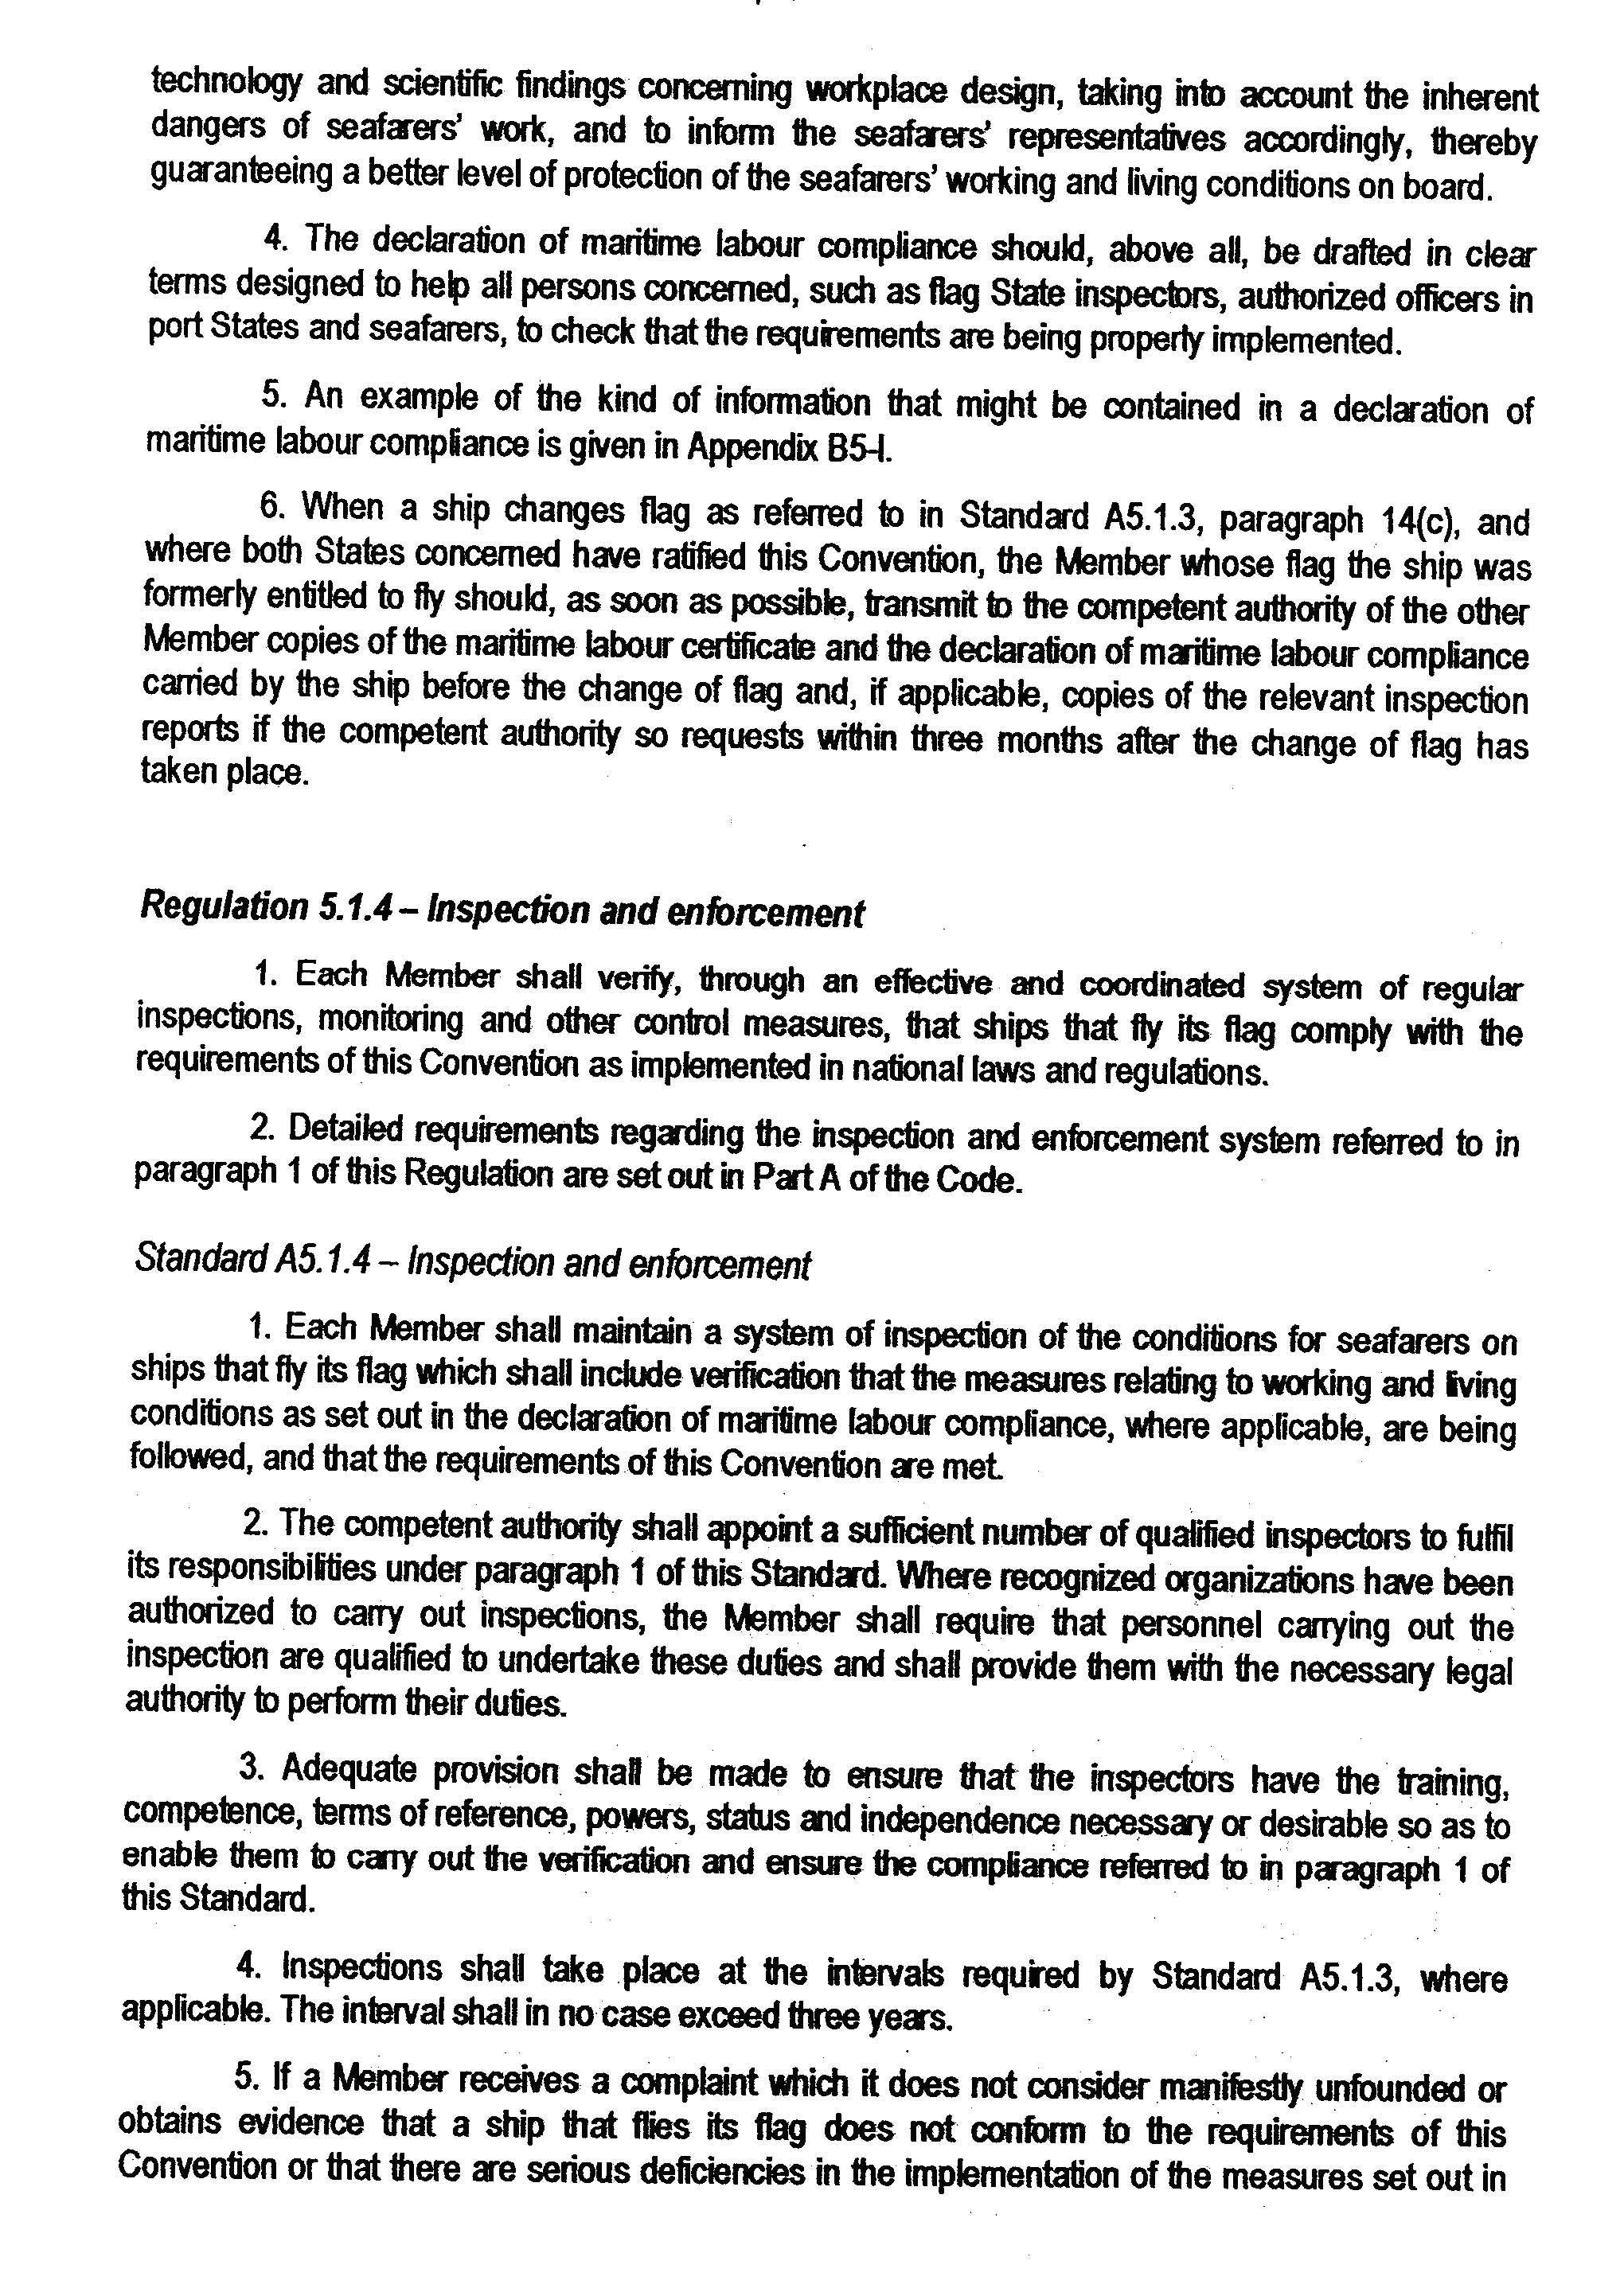 technology and scientific findings concerning workplace design, taking into account the inherent
dangers of seafarers' work, and to inform the seafarers' representatives accordingly, thereby
guaranteeing a better level of protection of the seafarers' working and living conditions on board.
4. The declaration of maritime labour compliance should, above all, be drafted in clear
terms designed to help all persons concerned, such as flag State inspectors, authorized officers in
port States and seafarers, to check that the requirements are being properly implemented.
5. An example of the kind of information that might be contained in a declaration of
maritime labour compliance is given in Appendix B5-I.
6. When a ship changes flag as referred to in Standard A5.1.3, paragraph 14(c), and
where both States concerned have ratified this Convention, the Member whose flag the ship was
formerly entitled to fly should, as soon as possible, transmit to the competent authority of the other
Member copies of the maritime labour certificate and the declaration of maritime labour compliance
carried by the ship before the change of flag and, if applicable, copies of the relevant inspection
reports if the competent authority so requests within three months after the change of flag has
taken place.
Regulation 5.1.4 – Inspection and enforcement
1. Each Member shall verify, through an effective and coordinated system of regular
inspections, monitoring and other control measures, that ships that fly its flag comply with the
requirements of this Convention as implemented in national laws and regulations.
2. Detailed requirements regarding the inspection and enforcement system referred to in
paragraph 1 of this Regulation are set out in Part A of the Code.
Standard A5.1.4 – Inspection and enforcement
1. Each Member shall maintain a system of inspection of the conditions for seafarers on
ships that fly its flag which shall include verification that the measures relating to working and living
conditions as set out in the declaration of maritime labour compliance, where applicable, are being
followed, and that the requirements of this Convention are met.
2. The competent authority shall appoint a sufficient number of qualified inspectors to fulfil
its responsibilities under paragraph 1 of this Standard. Where recognized organizations have been
authorized to carry out inspections, the Member shall require that personnel carrying out the
inspection are qualified to undertake these duties and shall provide them with the necessary legal
authority to perform their duties.
3. Adequate provision shall be made to ensure that the inspectors have the training,
competence, terms of reference, powers, status and independence necessary or desirable so as to
enable them to carry out the verification and ensure the compliance referred to in paragraph 1 of
this Standard.
4. Inspections shall take place at the intervals required by Standard A5.1.3, where
applicable. The interval shall in no case exceed three years.
5. If a Member receives a complaint which it does not consider manifestly unfounded or
obtains evidence that a ship that flies its flag does not conform to the requirements of this
Convention or that there are serious deficiencies in the implementation of the measures set out in